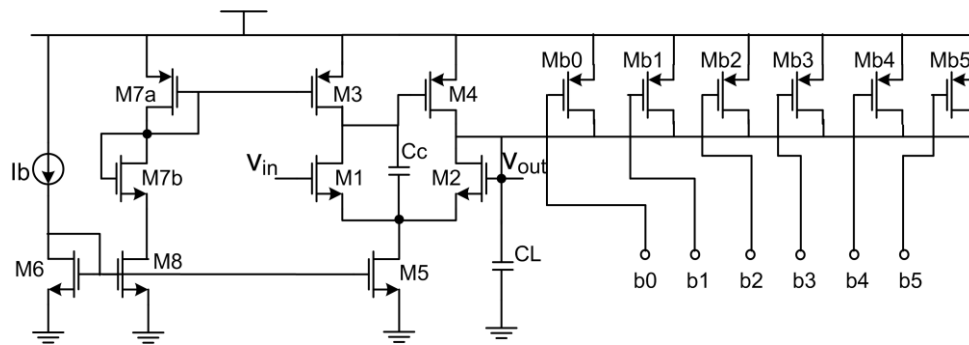 Mb0 Mb1 Mb2 Mb3 Mb4 Mb5
M7a M3 M4
Ib Vin Cc Vout
M7b M1 M2
M6 M8 M5 CL
b0 b1 b2 b3 b4 b5